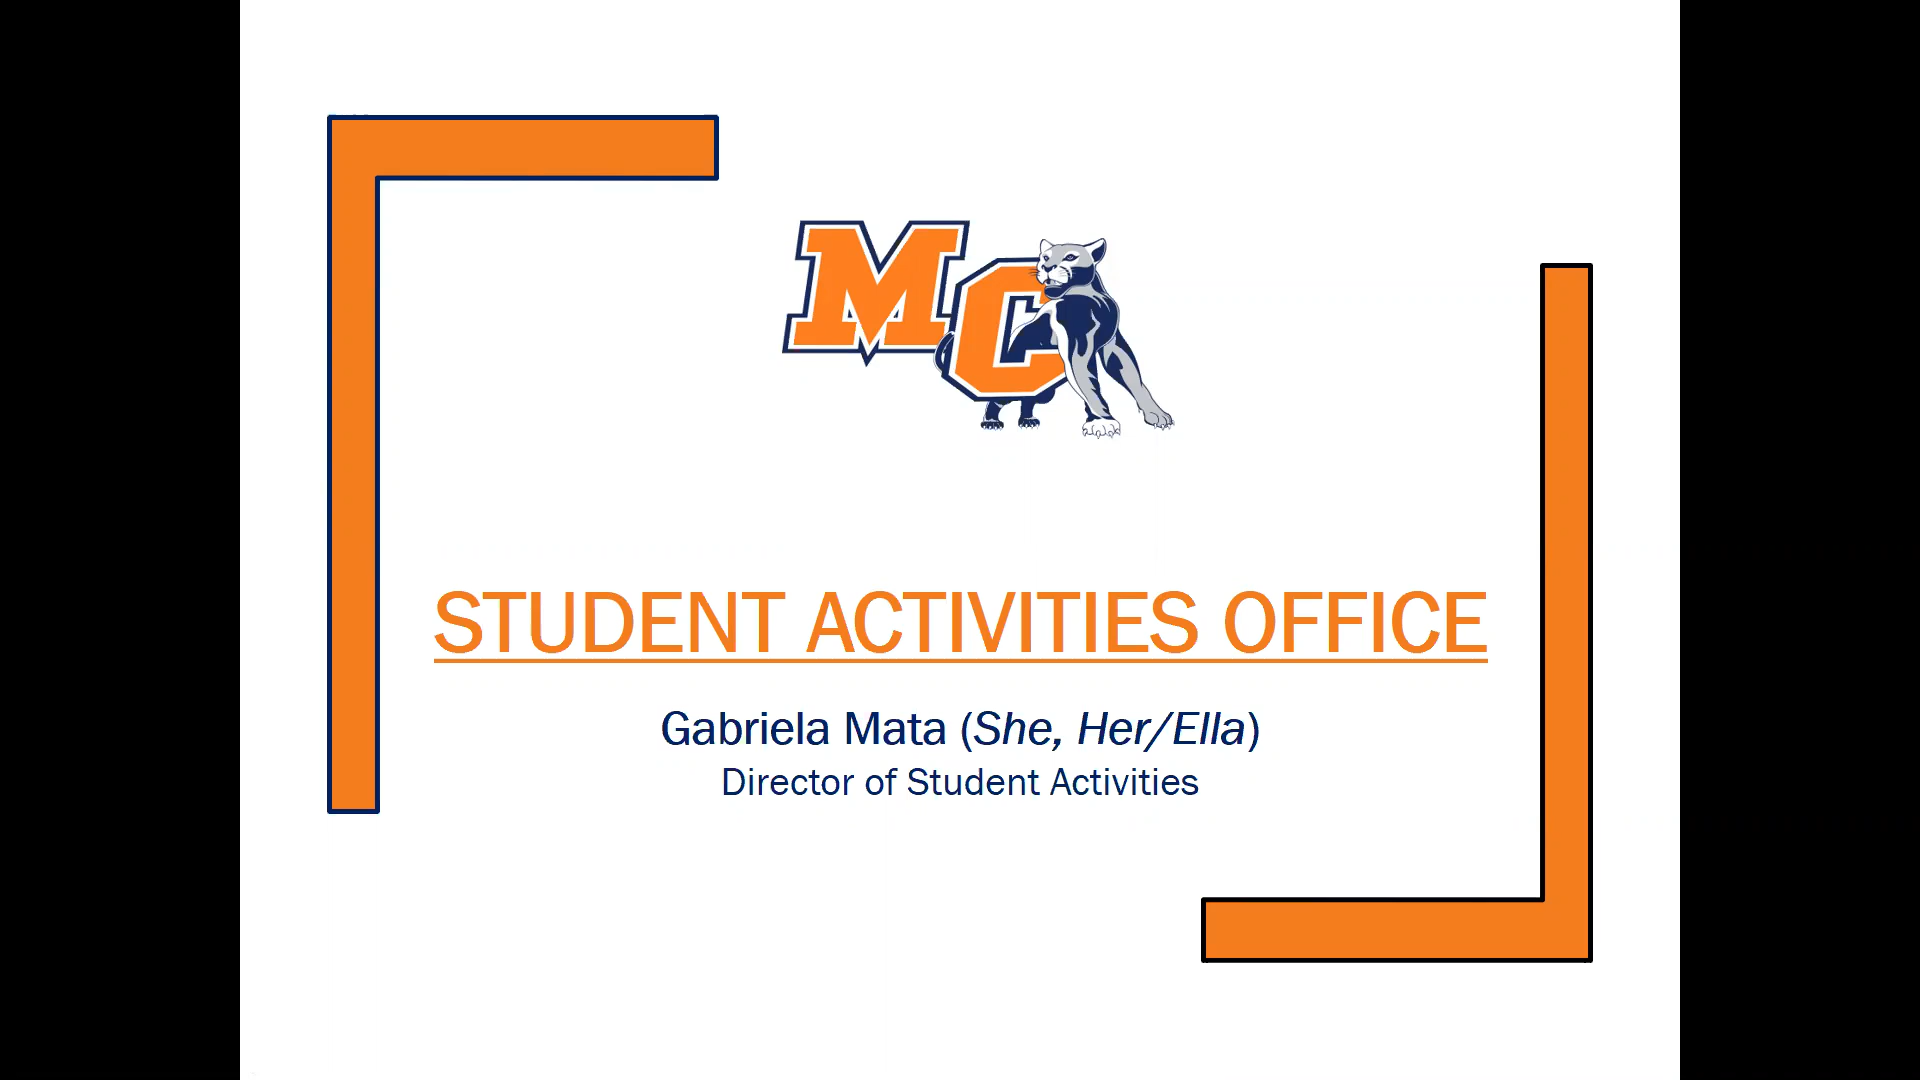 MC
STUDENT ACTIVITIES OFFICE
Gabriela Mata (She, Her/Ella)
Director of Student Activities